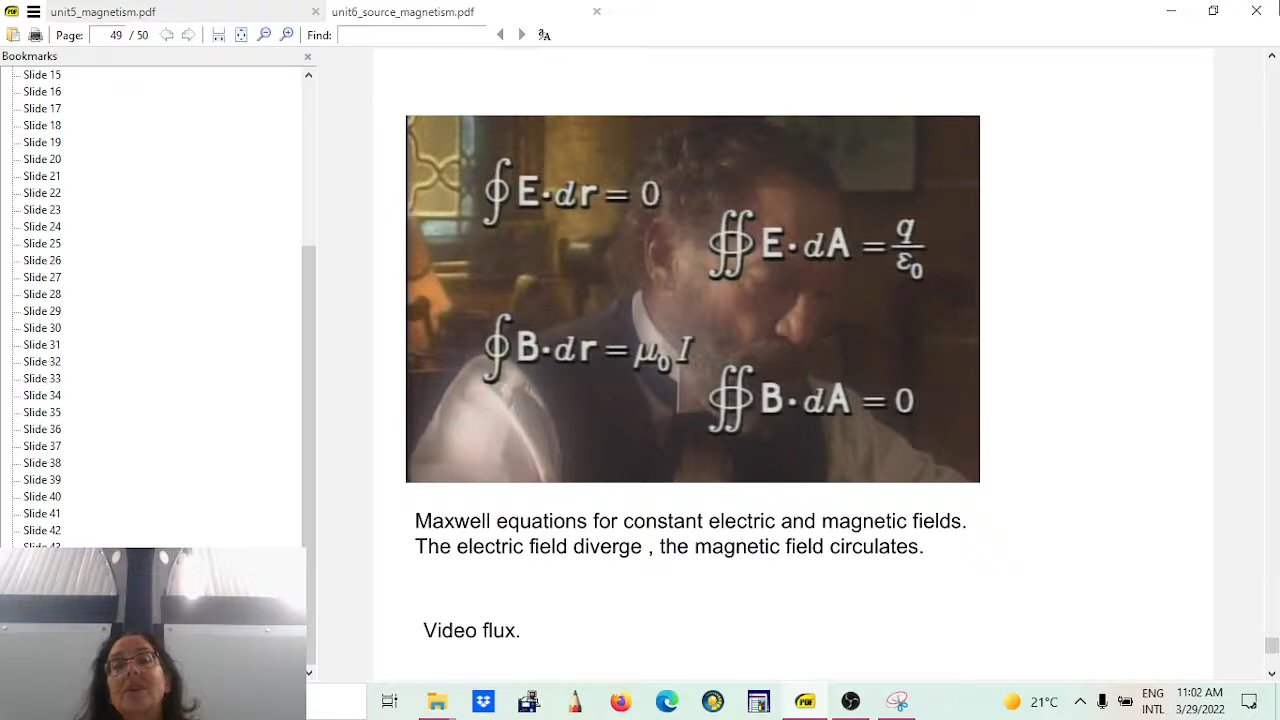 unit5_magnetism.pdf
unit6_source_magnetism.pdf
Page: 49 / 50
Find:
Bookmarks
Slide 15
Slide 16
Slide 17
Slide 18
Slide 19
Slide 20
Slide 21
Slide 22
Slide 23
Slide 24
Slide 25
Slide 26
Slide 27
Slide 28
Slide 29
Slide 30
Slide 31
Slide 32
Slide 33
Slide 34
Slide 35
Slide 36
Slide 37
Slide 38
Slide 39
Slide 40
Slide 41
Slide 42
∮ E·dr = 0
∯ E·dA = q/ε₀
∮ B·dr = μ₀I
∯ B·dA = 0
Maxwell equations for constant electric and magnetic fields.
The electric field diverge , the magnetic field circulates.
Video flux.
21°C
ENG
INTL
11:02 AM
3/29/2022